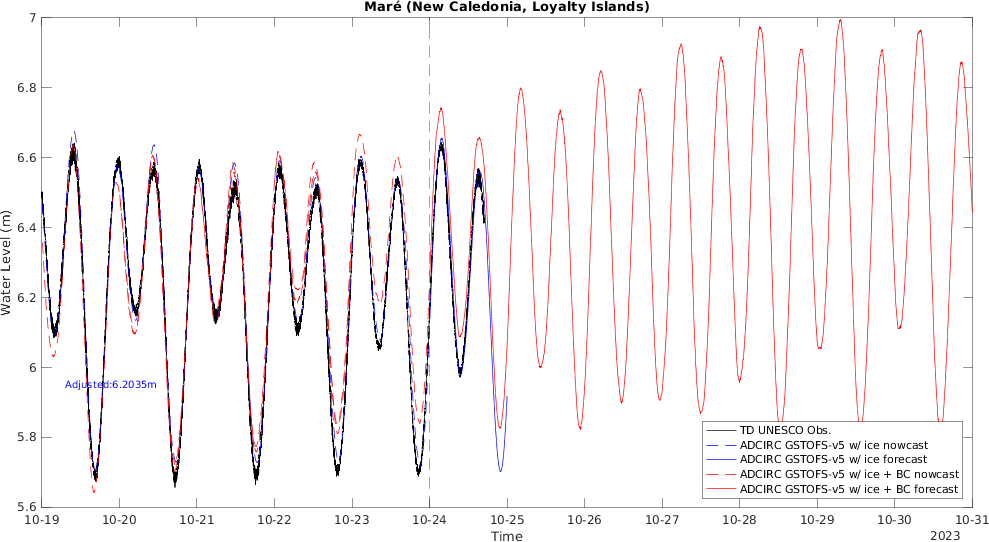 Maré (New Caledonia, Loyalty Islands)
Water Level (m)
7
6.8
6.6
6.4
6.2
6
5.8
5.6
Adjusted:6.2035m
TD UNESCO Obs.
ADCIRC GSTOFS-v5 w/ ice nowcast
ADCIRC GSTOFS-v5 w/ ice forecast
ADCIRC GSTOFS-v5 w/ ice + BC nowcast
ADCIRC GSTOFS-v5 w/ ice + BC forecast
10-19 10-20 10-21 10-22 10-23 10-24 10-25 10-26 10-27 10-28 10-29 10-30 10-31
Time
2023